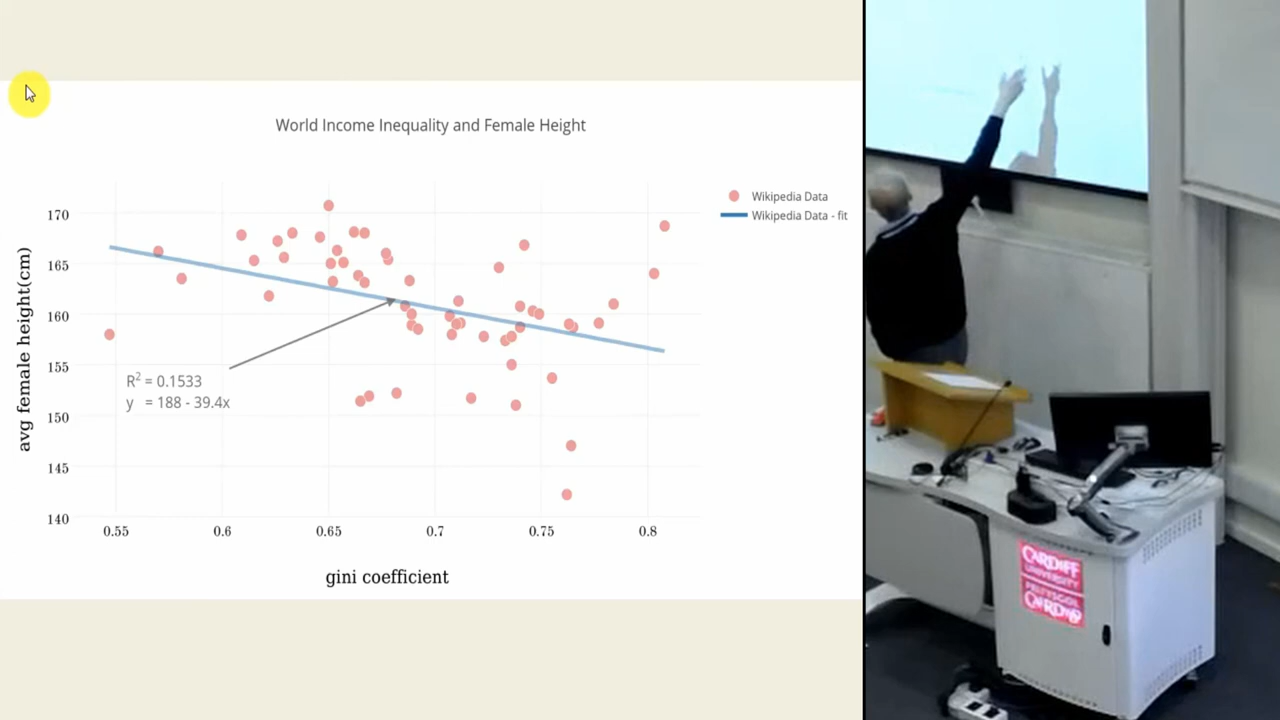 World Income Inequality and Female Height
Wikipedia Data
Wikipedia Data - fit
avg female height(cm)
170
165
160
155
150
145
140
R² = 0.1533
y = 188 - 39.4x
0.55 0.6 0.65 0.7 0.75 0.8
gini coefficient
CARDIFF
UNIVERSITY
PRIFYSGOL
CAERDYDD